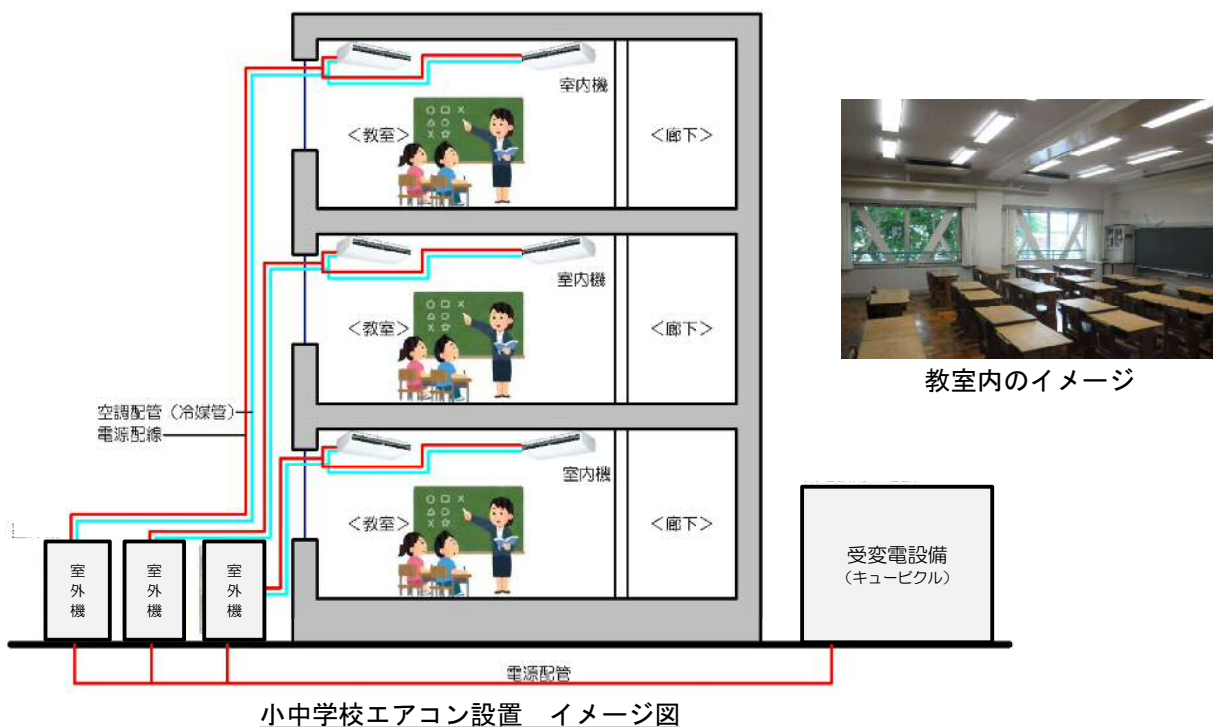 室内機
＜教室＞
＜廊下＞
室内機
＜教室＞
＜廊下＞
教室内のイメージ
空調配管（冷媒管）
電源配線
室内機
＜教室＞
＜廊下＞
室外機
室外機
室外機
受変電設備
（キュービクル）
電源配管
小中学校エアコン設置　イメージ図